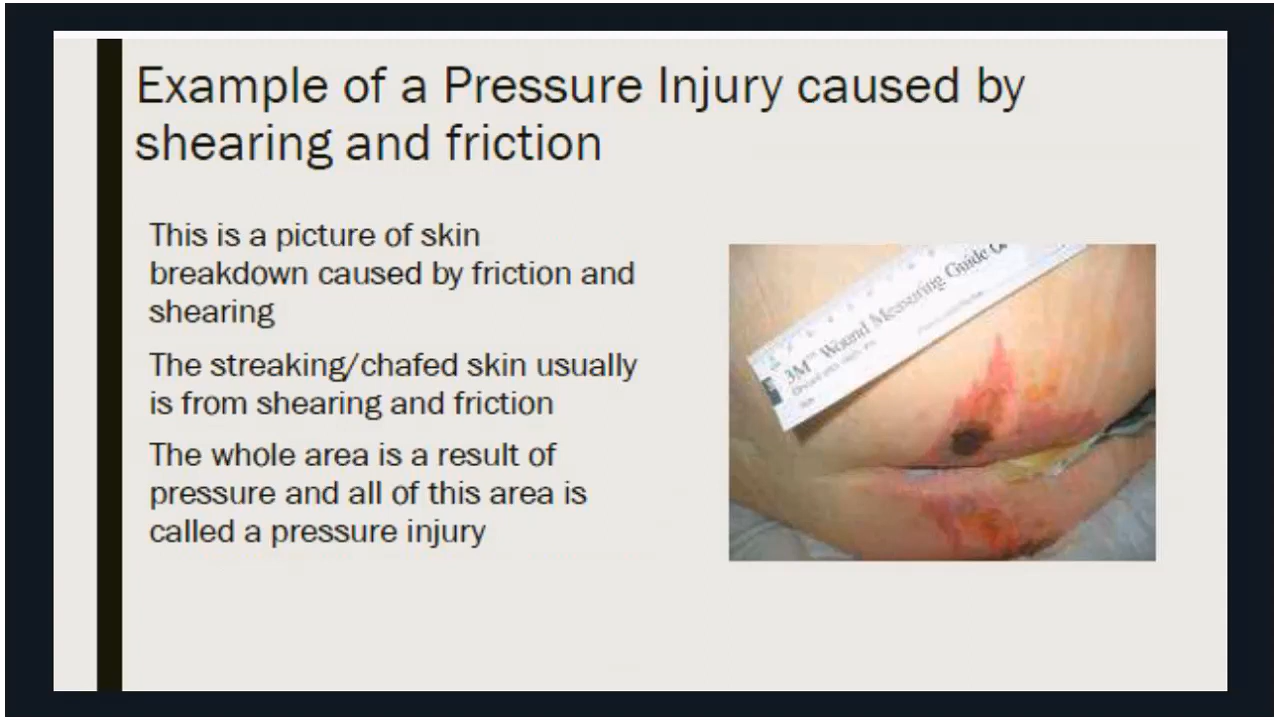 Example of a Pressure Injury caused by
shearing and friction
This is a picture of skin
breakdown caused by friction and
shearing
The streaking/chafed skin usually
is from shearing and friction
The whole area is a result of
pressure and all of this area is
called a pressure injury
3M™ Wound Measuring Guide